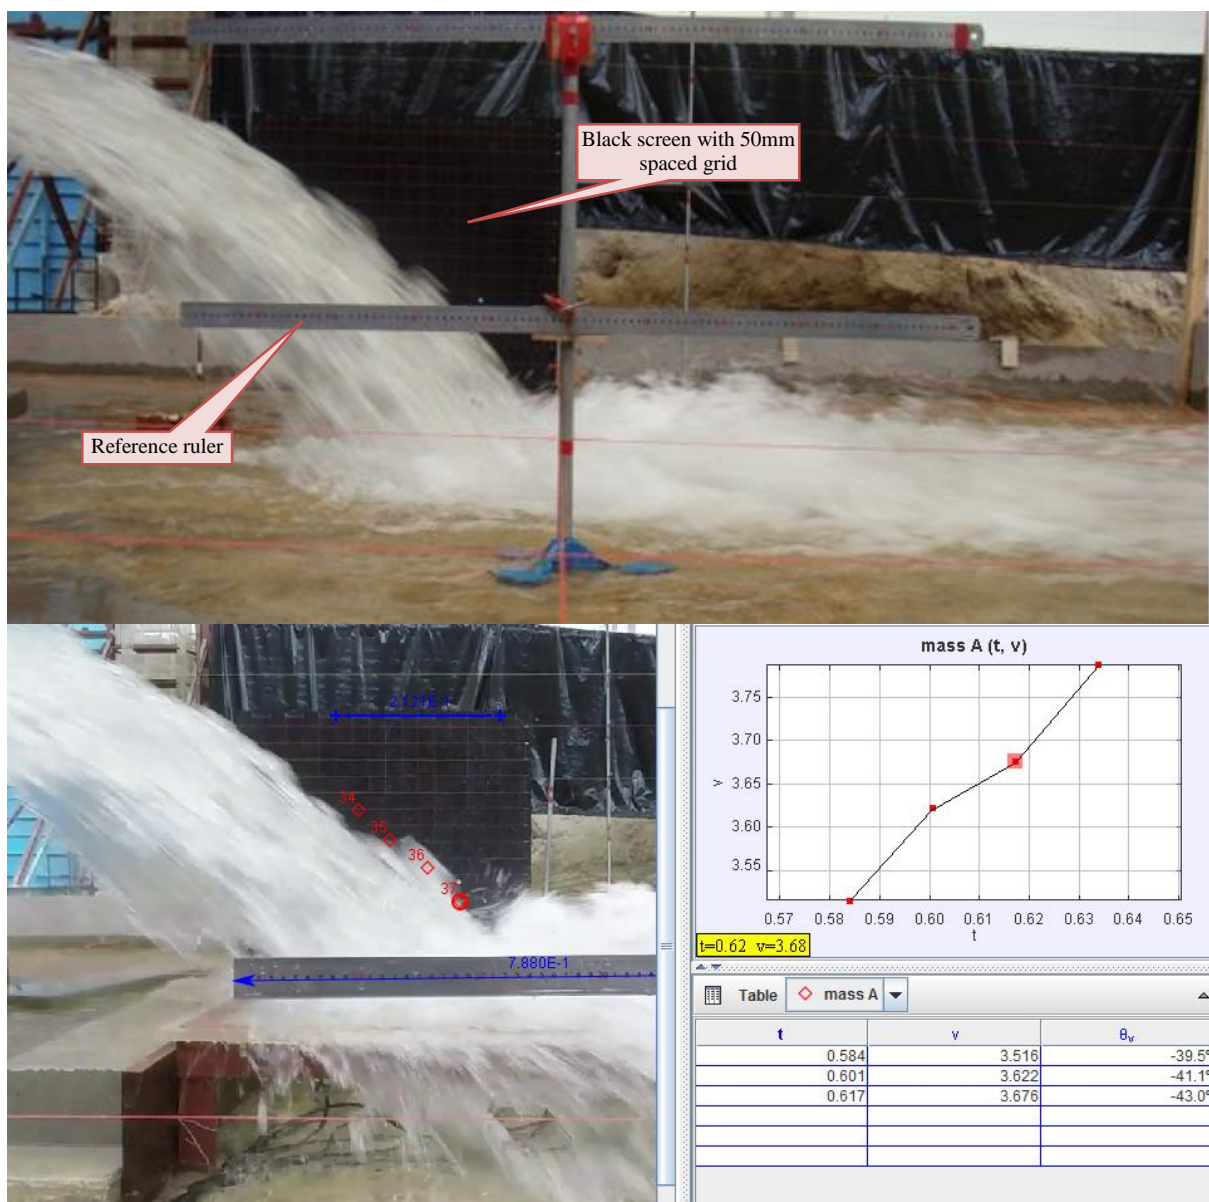 Black screen with 50mm
spaced grid
Reference ruler
2.121E-1
34
35
36
37
7.880E-1
mass A (t, v)
3.75
3.70
3.65
3.60
3.55
v
0.57 0.58 0.59 0.60 0.61 0.62 0.63 0.64 0.65
t
t=0.62 v=3.68
Table mass A
t v θv
0.584 3.516 -39.5°
0.601 3.622 -41.1°
0.617 3.676 -43.0°